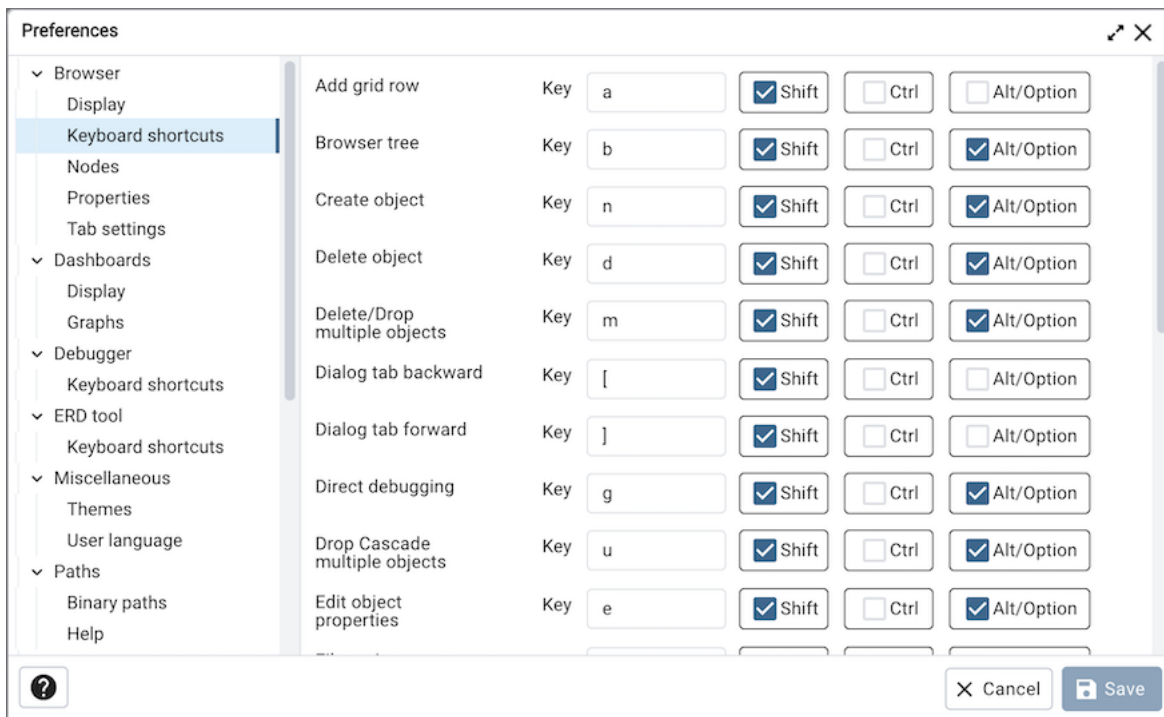 Preferences
Browser
Display
Keyboard shortcuts
Nodes
Properties
Tab settings
Dashboards
Display
Graphs
Debugger
Keyboard shortcuts
ERD tool
Keyboard shortcuts
Miscellaneous
Themes
User language
Paths
Binary paths
Help
Add grid row Key a Shift Ctrl Alt/Option
Browser tree Key b Shift Ctrl Alt/Option
Create object Key n Shift Ctrl Alt/Option
Delete object Key d Shift Ctrl Alt/Option
Delete/Drop
multiple objects Key m Shift Ctrl Alt/Option
Dialog tab backward Key [ Shift Ctrl Alt/Option
Dialog tab forward Key ] Shift Ctrl Alt/Option
Direct debugging Key g Shift Ctrl Alt/Option
Drop Cascade
multiple objects Key u Shift Ctrl Alt/Option
Edit object
properties Key e Shift Ctrl Alt/Option
? Cancel Save